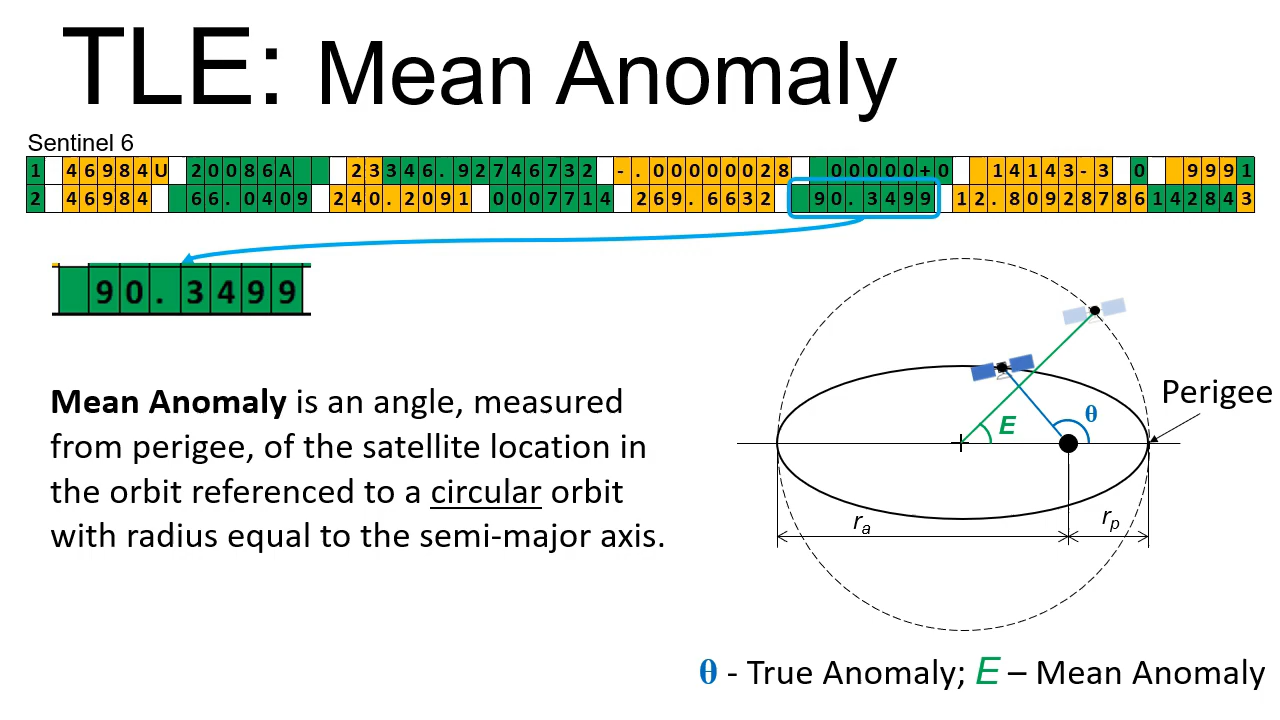 TLE: Mean Anomaly
Sentinel 6
1 46984U 20086A 23346.92746732 -.00000028 00000+0 14143-3 0 9991
2 46984 66.0409 240.2091 0007714 269.6632 90.3499 12.80928786142843
90.3499
Mean Anomaly is an angle, measured
from perigee, of the satellite location in
the orbit referenced to a circular orbit
with radius equal to the semi-major axis.
Perigee
E
θ
ra
rp
θ - True Anomaly; E – Mean Anomaly